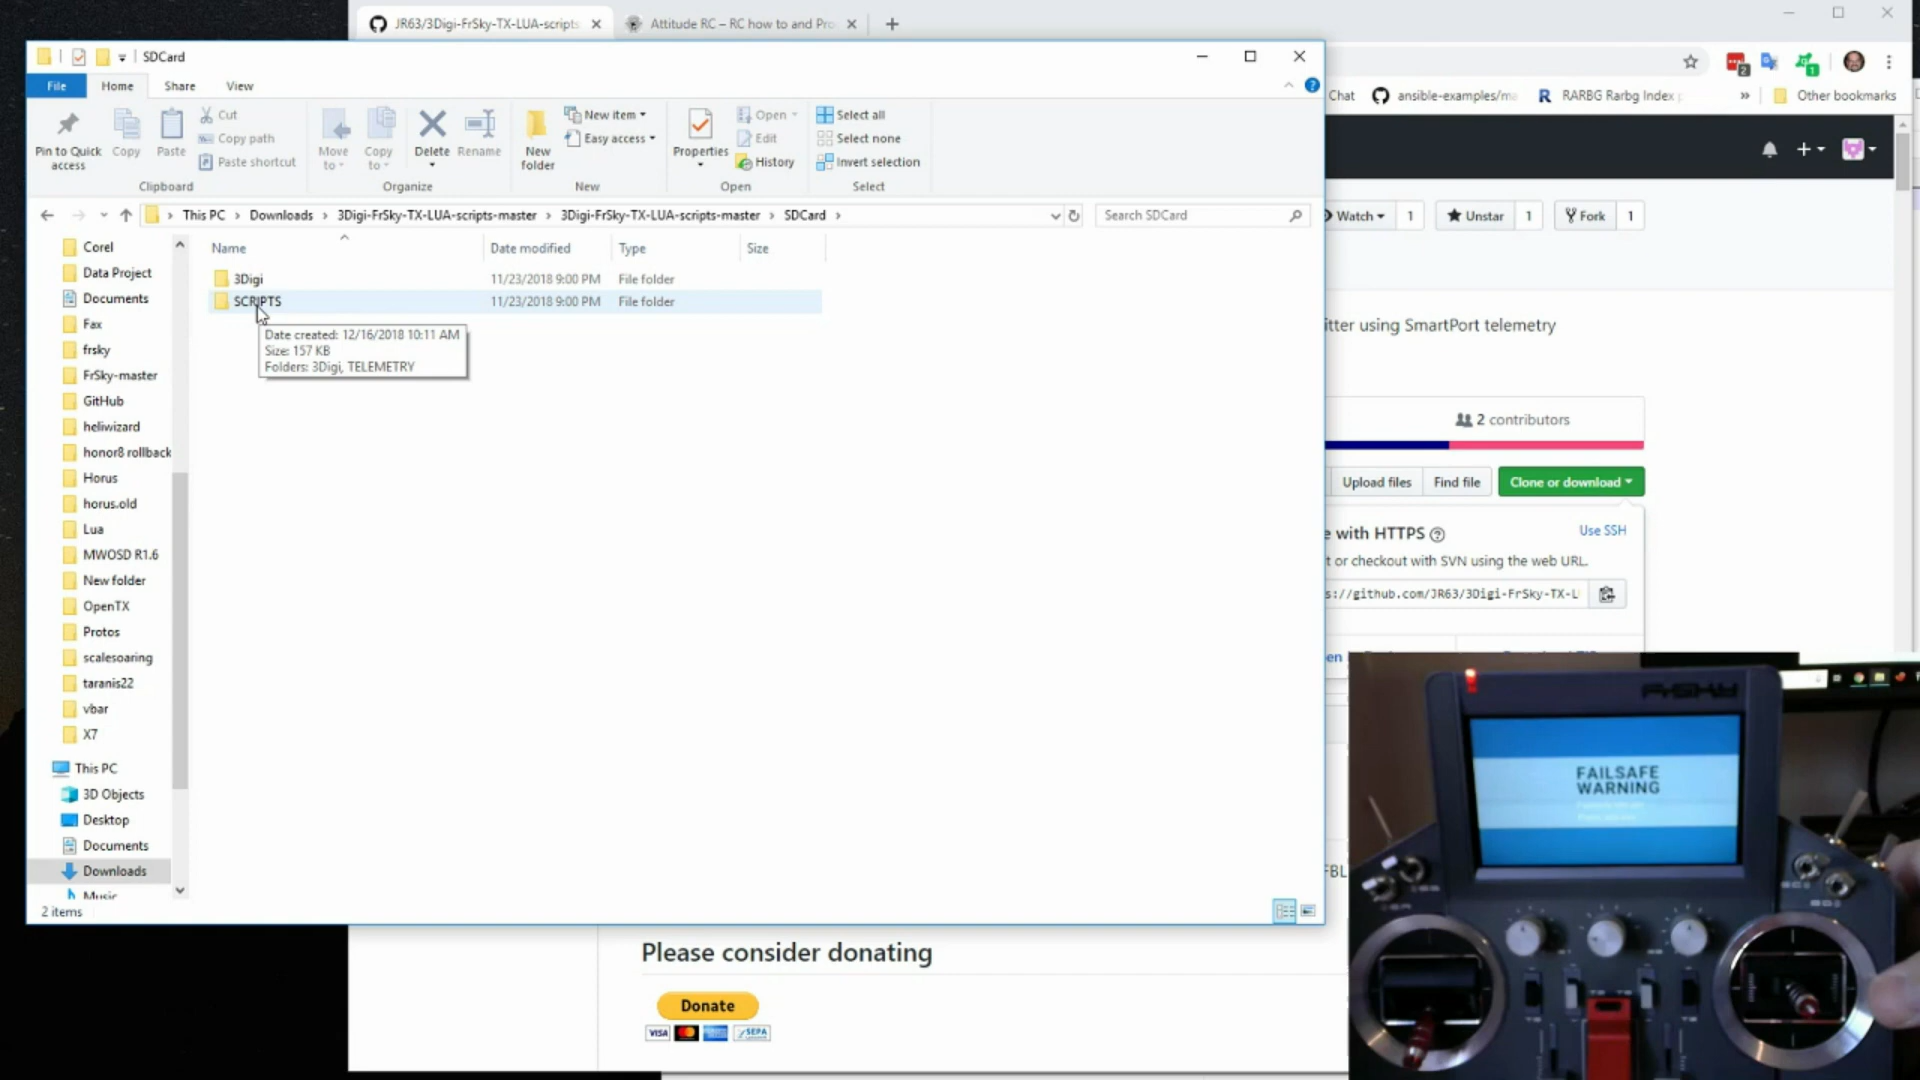 JR63/3Digi-FrSky-TX-LUA-scripts
Attitude RC – RC how to and Pro
SDCard
File
Home
Share
View
Chat
ansible-examples/ma
RARBG Rarbg Index
»
Other bookmarks
2
1
Pin to Quick access
Copy
Paste
Cut
Copy path
Paste shortcut
Clipboard
Move to
Copy to
Delete
Rename
Organize
New folder
New item
Easy access
New
Properties
Open
Edit
History
Open
Select all
Select none
Invert selection
Select
This PC > Downloads > 3Digi-FrSky-TX-LUA-scripts-master > 3Digi-FrSky-TX-LUA-scripts-master > SDCard >
Search SDCard
Watch 1
Unstar 1
Fork 1
Name
Date modified
Type
Size
3Digi 11/23/2018 9:00 PM File folder
SCRIPTS 11/23/2018 9:00 PM File folder
Date created: 12/16/2018 10:11 AM
Size: 157 KB
Folders: 3Digi, TELEMETRY
Corel
Data Project
Documents
Fax
frsky
FrSky-master
GitHub
heliwizard
honor8 rollback
Horus
horus.old
Lua
MWOSD R1.6
New folder
OpenTX
Protos
scalesoaring
taranis22
vbar
X7
This PC
3D Objects
Desktop
Documents
Downloads
Music
2 items
itter using SmartPort telemetry
2 contributors
Upload files
Find file
Clone or download
e with HTTPS
Use SSH
t or checkout with SVN using the web URL.
s://github.com/JR63/3Digi-FrSky-TX-L
en
FBL
FrSKY
FAILSAFE
WARNING
Please consider donating
Donate
VISA
SEPA